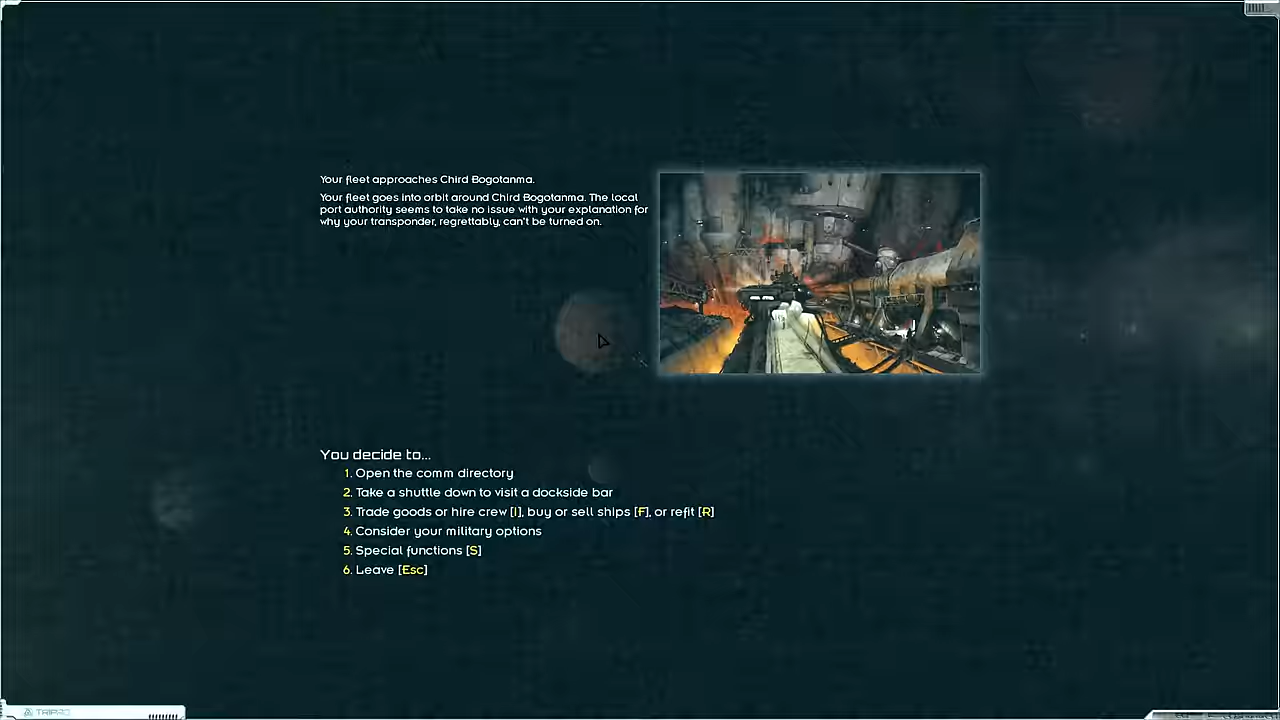 Your fleet approaches Chird Bogotanma.
Your fleet goes into orbit around Chird Bogotanma. The local
port authority seems to take no issue with your explanation for
why your transponder, regrettably, can't be turned on.
You decide to...
1. Open the comm directory
2. Take a shuttle down to visit a dockside bar
3. Trade goods or hire crew [I], buy or sell ships [F], or refit [R]
4. Consider your military options
5. Special functions [S]
6. Leave [Esc]